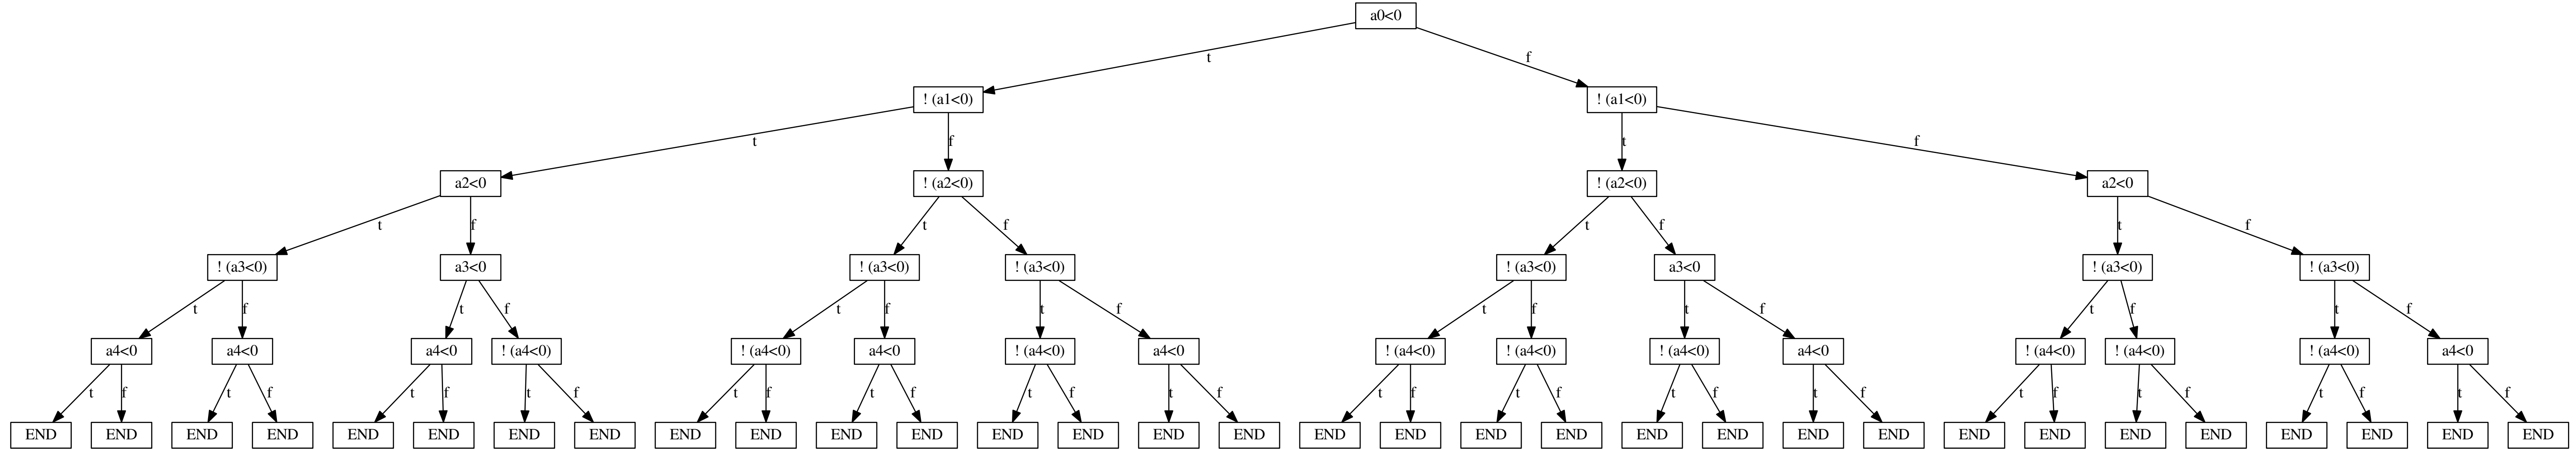 a0<0
t f
! (a1<0) ! (a1<0)
t f t f
a2<0 ! (a2<0) ! (a2<0) a2<0
t f t f t f t f
! (a3<0) a3<0 ! (a3<0) ! (a3<0) ! (a3<0) a3<0 ! (a3<0) ! (a3<0)
t f t f t f t f t f t f t f t f
a4<0 a4<0 a4<0 ! (a4<0) ! (a4<0) a4<0 ! (a4<0) a4<0 ! (a4<0) ! (a4<0) ! (a4<0) a4<0 ! (a4<0) ! (a4<0) ! (a4<0) a4<0
t f t f t f t f t f t f t f t f t f t f t f t f t f t f t f t f
END END END END END END END END END END END END END END END END END END END END END END END END END END END END END END END END